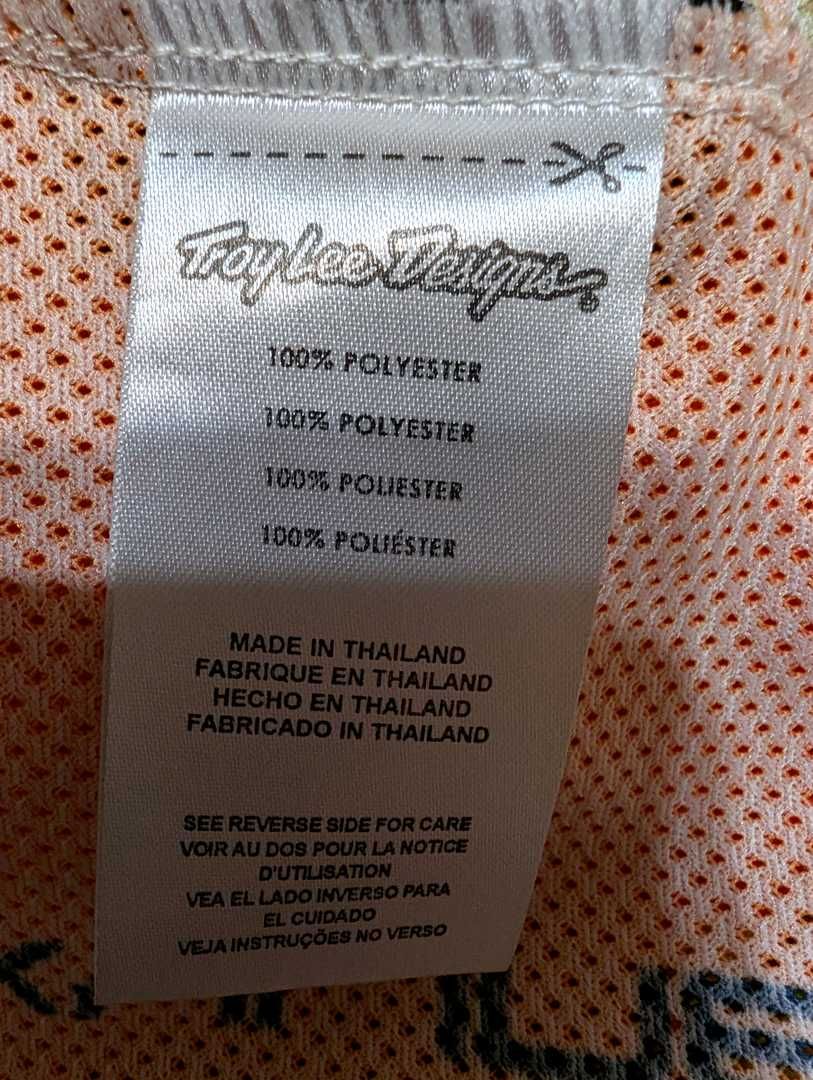 Troy Lee Designs
100% POLYESTER
100% POLYESTER
100% POLIESTER
100% POLIÉSTER
MADE IN THAILAND
FABRIQUE EN THAILAND
HECHO EN THAILAND
FABRICADO IN THAILAND
SEE REVERSE SIDE FOR CARE
VOIR AU DOS POUR LA NOTICE
D'UTILISATION
VEA EL LADO INVERSO PARA
EL CUIDADO
VEJA INSTRUÇÕES NO VERSO